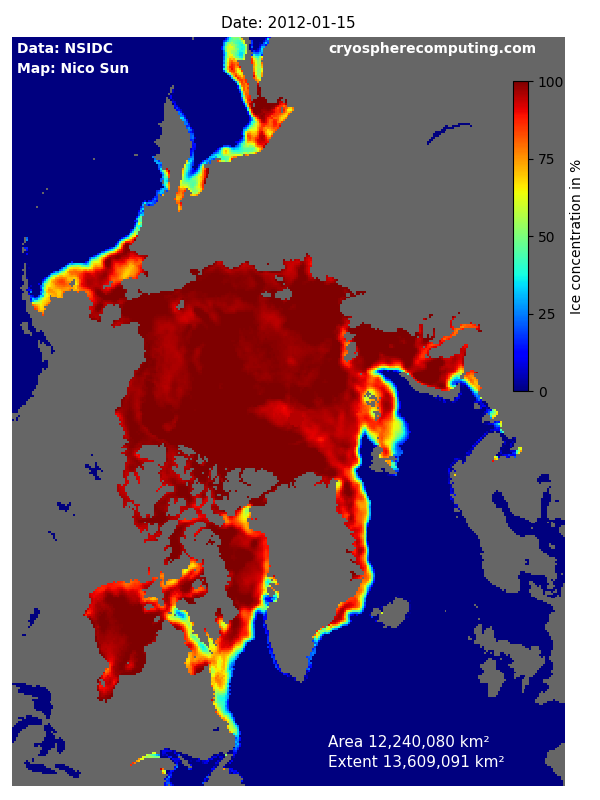 Date: 2012-01-15
Data: NSIDC
Map: Nico Sun
cryospherecomputing.com
100
75
50
25
0
Ice concentration in %
Area 12,240,080 km²
Extent 13,609,091 km²